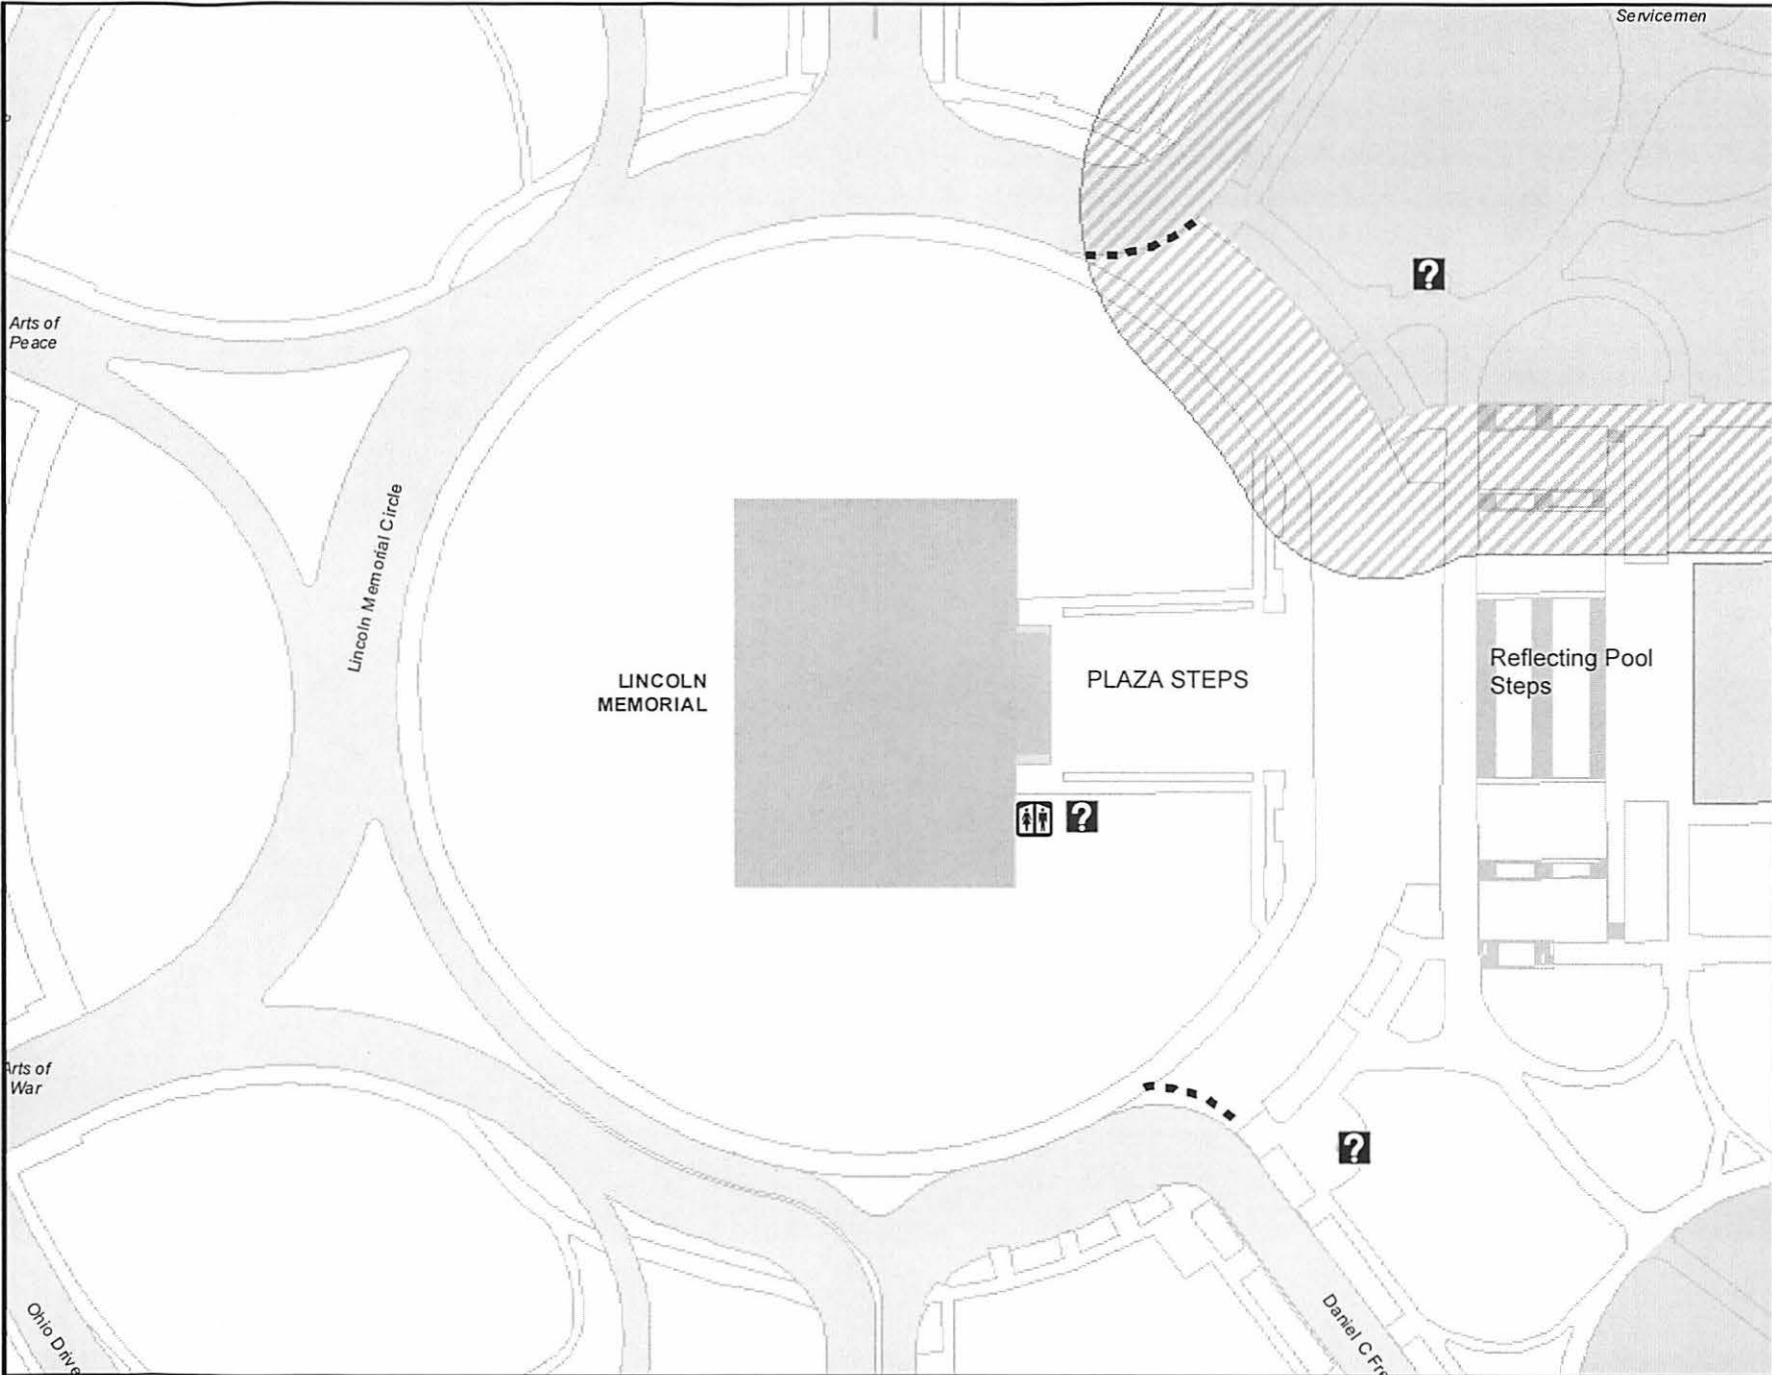 Servicemen
Arts of
Peace
Lincoln Memorial Circle
LINCOLN
MEMORIAL
PLAZA STEPS
Reflecting Pool
Steps
?
?
?
Arts of
War
Ohio Drive
Daniel C Fre